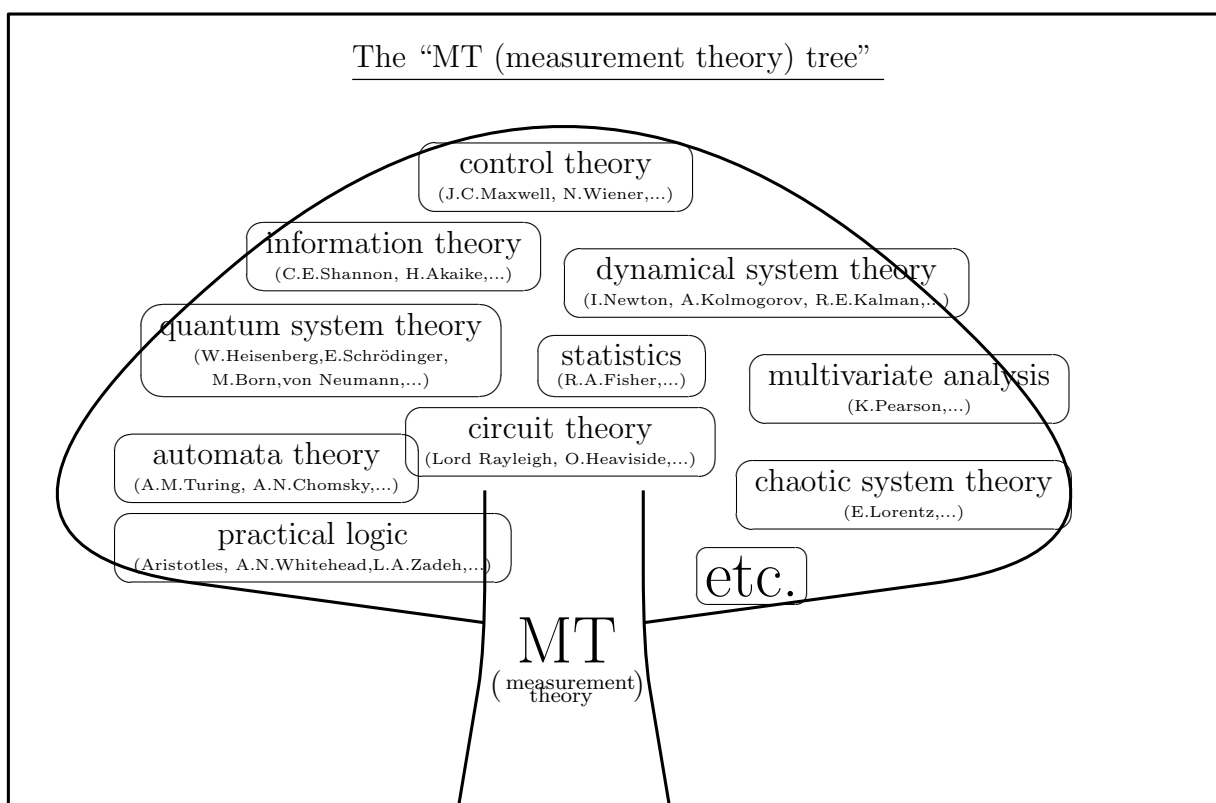 The “MT (measurement theory) tree”
control theory
(J.C.Maxwell, N.Wiener,...)
information theory
(C.E.Shannon, H.Akaike,...)
dynamical system theory
(I.Newton, A.Kolmogorov, R.E.Kalman,...)
quantum system theory
(W.Heisenberg,E.Schrödinger,
M.Born,von Neumann,...)
statistics
(R.A.Fisher,...)
multivariate analysis
(K.Pearson,...)
circuit theory
(Lord Rayleigh, O.Heaviside,...)
automata theory
(A.M.Turing, A.N.Chomsky,...)
chaotic system theory
(E.Lorentz,...)
practical logic
(Aristotles, A.N.Whitehead,L.A.Zadeh,...)
etc.
MT
(measurement
theory)